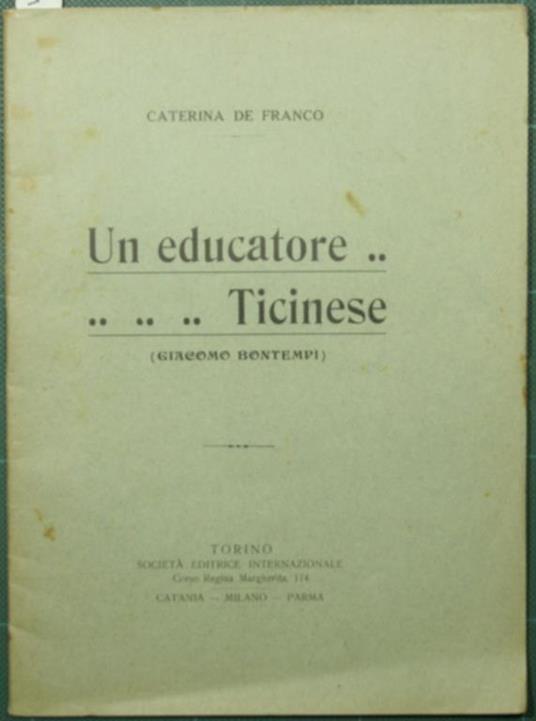 CATERINA DE FRANCO
Un educatore ..
.. .. .. Ticinese
(GIACOMO BONTEMPI)
TORINO
SOCIETÀ EDITRICE INTERNAZIONALE
Corso Regina Margherita, 174
CATANIA — MILANO — PARMA